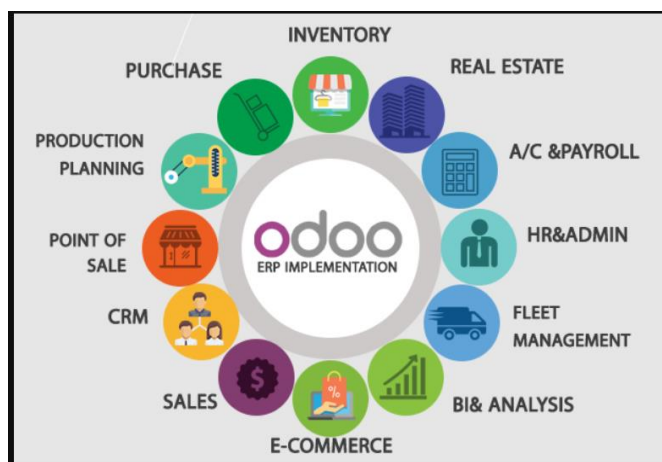 INVENTORY
REAL ESTATE
A/C &PAYROLL
HR&ADMIN
FLEET
MANAGEMENT
BI& ANALYSIS
E-COMMERCE
SALES
CRM
POINT OF
SALE
PRODUCTION
PLANNING
PURCHASE
odoo
ERP IMPLEMENTATION